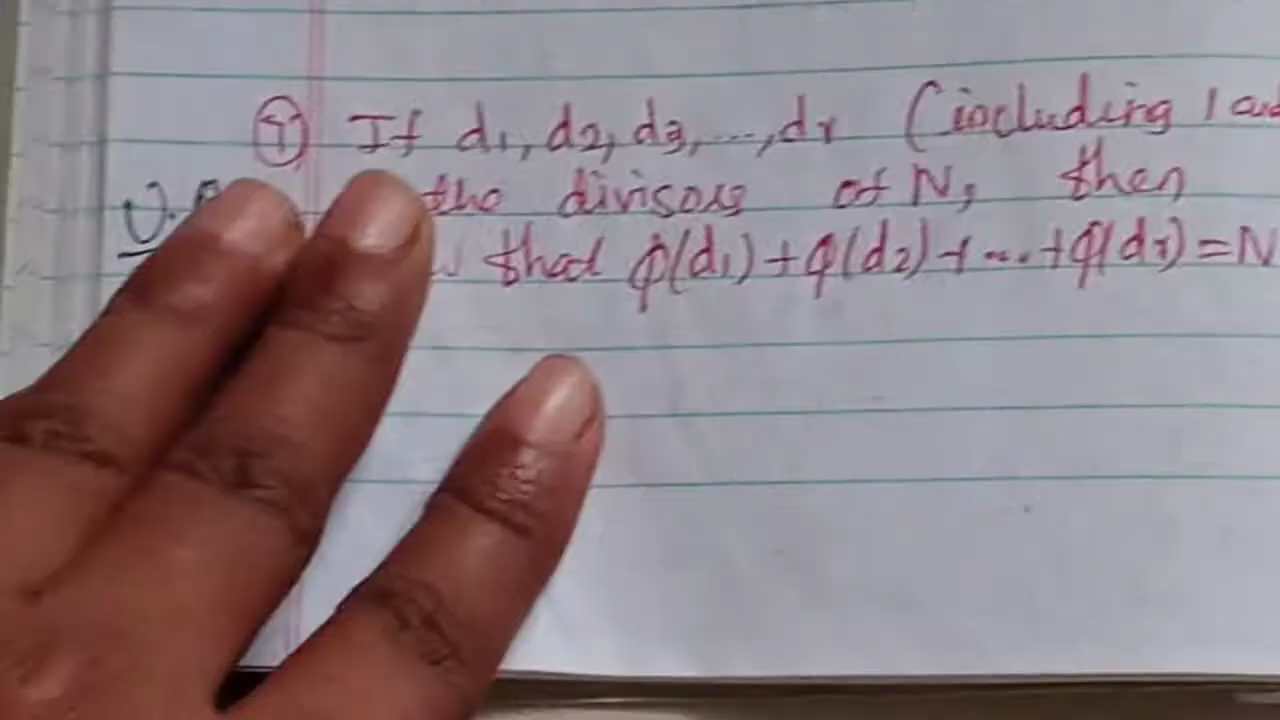 7 If d1, d2, d3, ..., dr (including 1 and
the divisors of N, then
that φ(d1) + φ(d2) + ... + φ(dr) = N